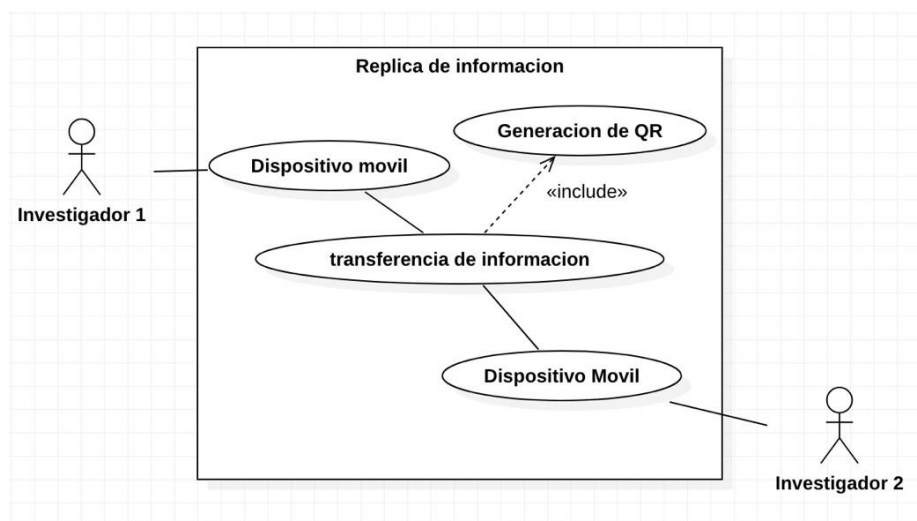 Replica de informacion
Generacion de QR
Dispositivo movil
«include»
Investigador 1
transferencia de informacion
Dispositivo Movil
Investigador 2